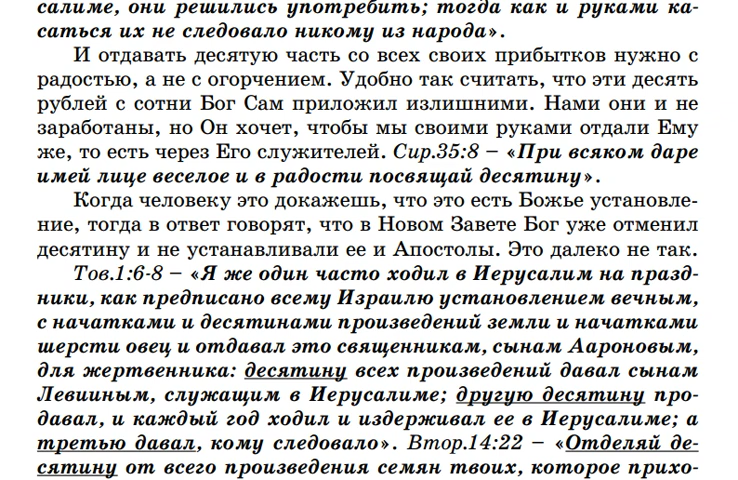 салиме, они решились употребить; тогда как и руками ка-
саться их не следовало никому из народа».
И отдавать десятую часть со всех своих прибытков нужно с
радостью, а не с огорчением. Удобно так считать, что эти десять
рублей с сотни Бог Сам приложил излишними. Нами они и не
заработаны, но Он хочет, чтобы мы своими руками отдали Ему
же, то есть через Его служителей. Сир.35:8 – «При всяком даре
имей лице веселое и в радости посвящай десятину».
Когда человеку это докажешь, что это есть Божье установле-
ние, тогда в ответ говорят, что в Новом Завете Бог уже отменил
десятину и не устанавливали ее и Апостолы. Это далеко не так.
Тов.1:6-8 – «Я же один часто ходил в Иерусалим на празд-
ники, как предписано всему Израилю установлением вечным,
с начатками и десятинами произведений земли и начатками
шерсти овец и отдавал это священникам, сынам Аароновым,
для жертвенника: десятину всех произведений давал сынам
Левииным, служащим в Иерусалиме; другую десятину про-
давал, и каждый год ходил и издерживал ее в Иерусалиме; а
третью давал, кому следовало». Втор.14:22 – «Отделяй де-
сятину от всего произведения семян твоих, которое прихо-